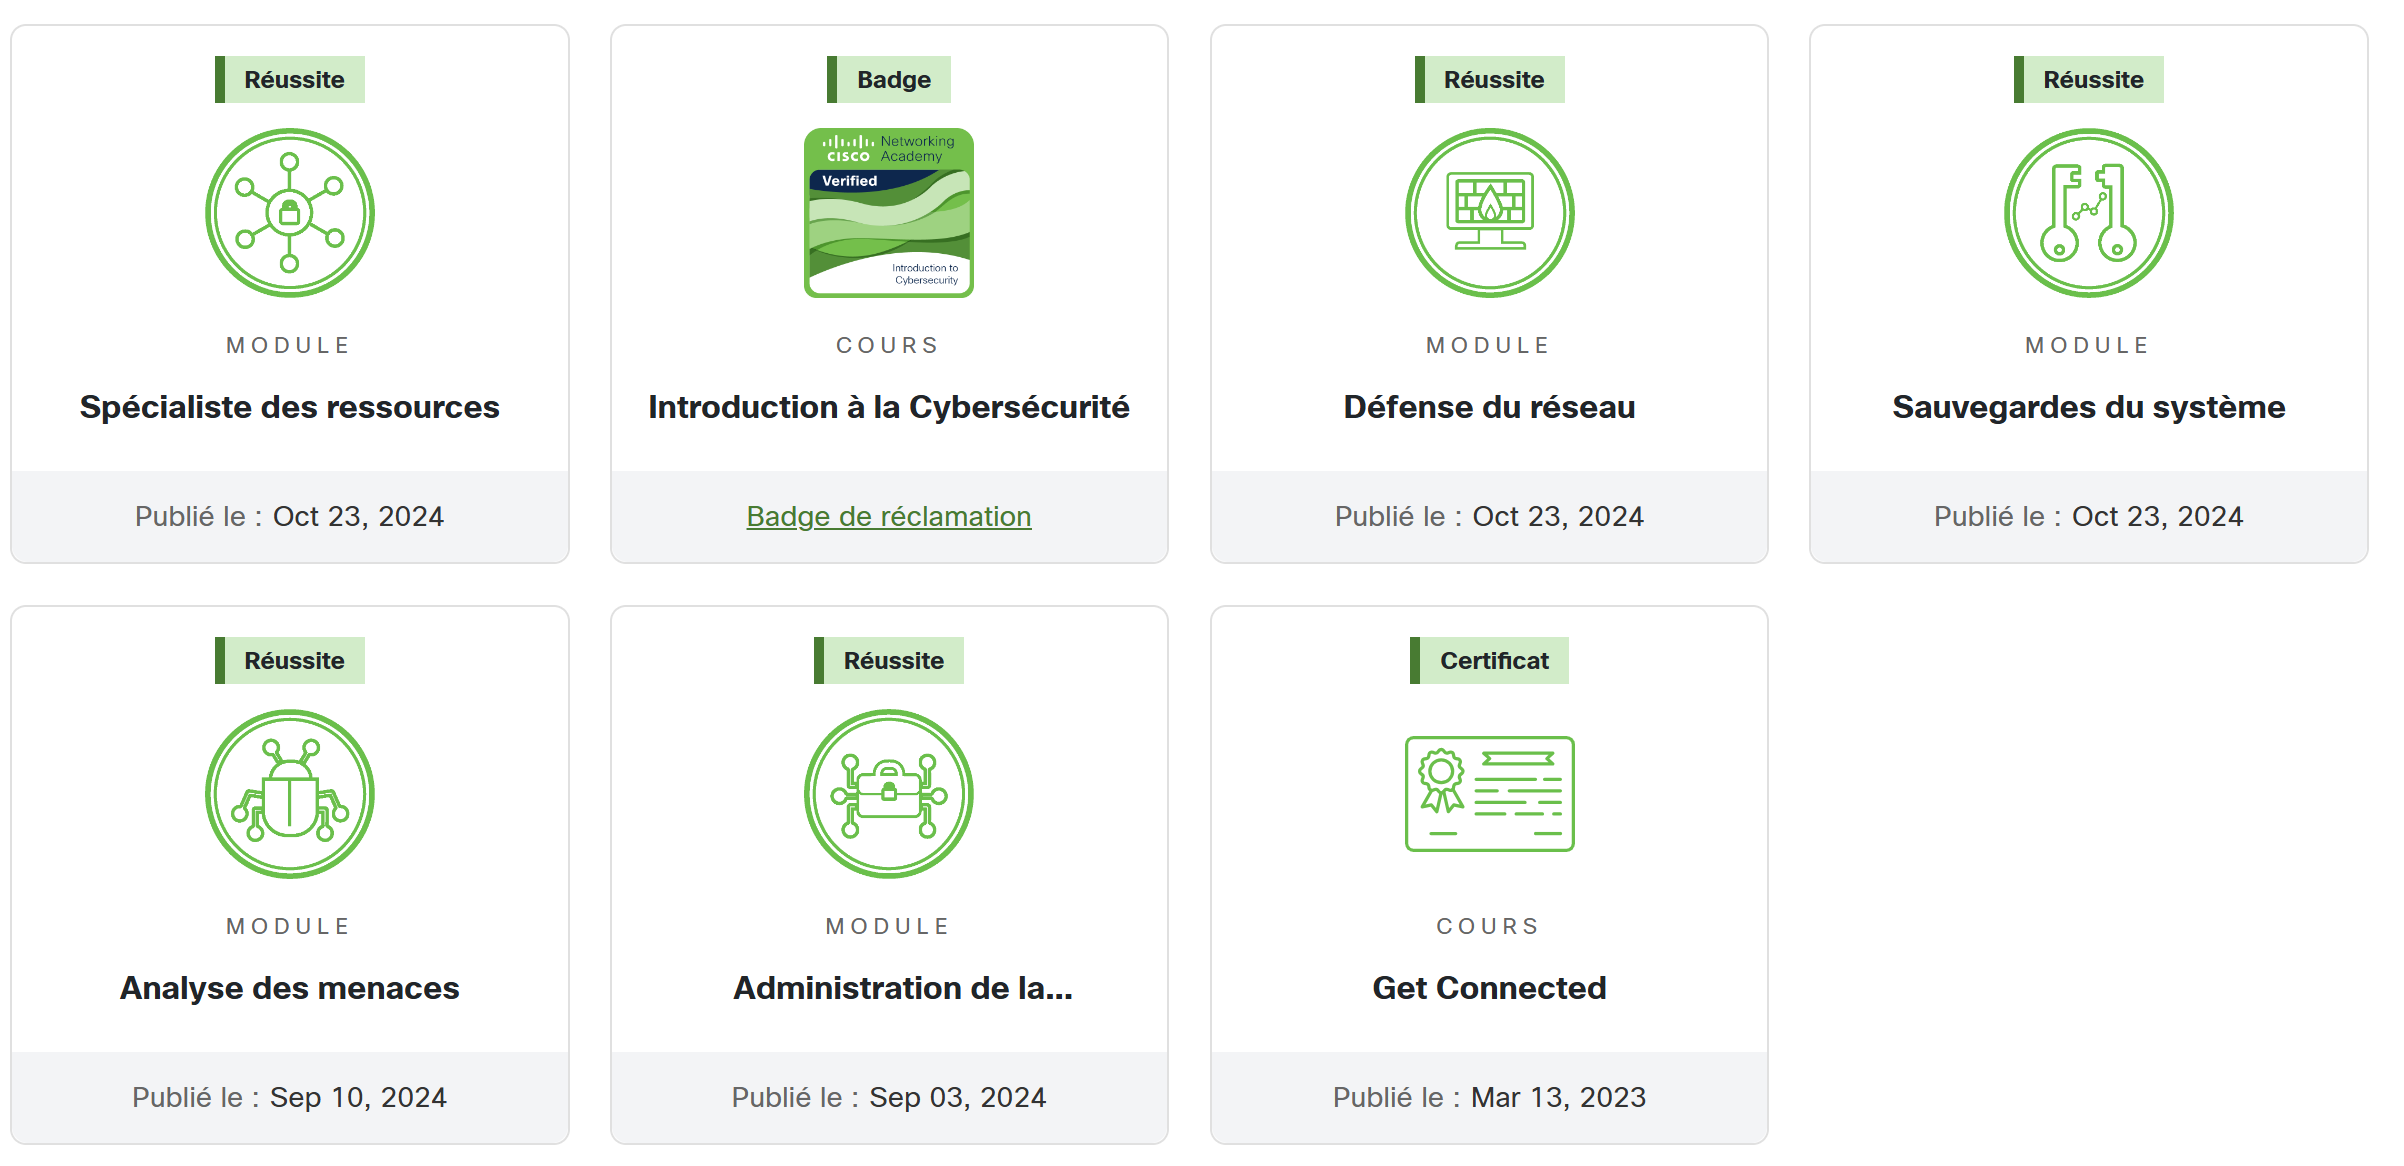 Réussite
MODULE
Spécialiste des ressources
Publié le : Oct 23, 2024
Badge
CISCO Networking Academy
Verified
Introduction to
Cybersecurity
COURS
Introduction à la Cybersécurité
Badge de réclamation
Réussite
MODULE
Défense du réseau
Publié le : Oct 23, 2024
Réussite
MODULE
Sauvegardes du système
Publié le : Oct 23, 2024
Réussite
MODULE
Analyse des menaces
Publié le : Sep 10, 2024
Réussite
MODULE
Administration de la...
Publié le : Sep 03, 2024
Certificat
COURS
Get Connected
Publié le : Mar 13, 2023